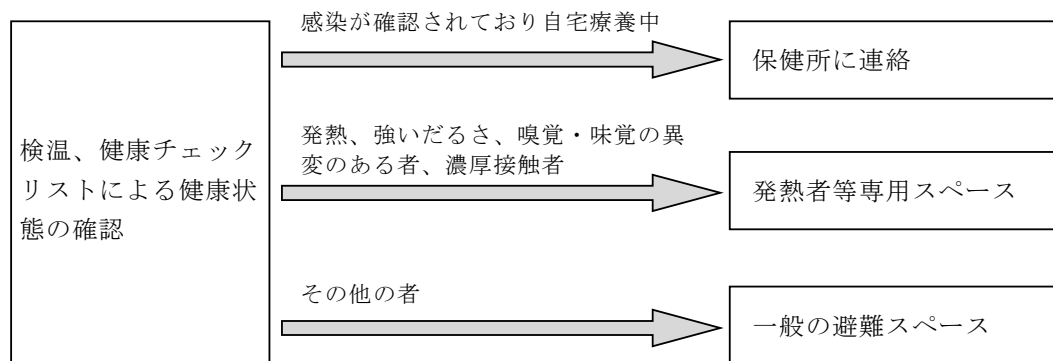 感染が確認されており自宅療養中
保健所に連絡
検温、健康チェック
リストによる健康状
態の確認
発熱、強いだるさ、嗅覚・味覚の異
変のある者、濃厚接触者
発熱者等専用スペース
その他の者
一般の避難スペース